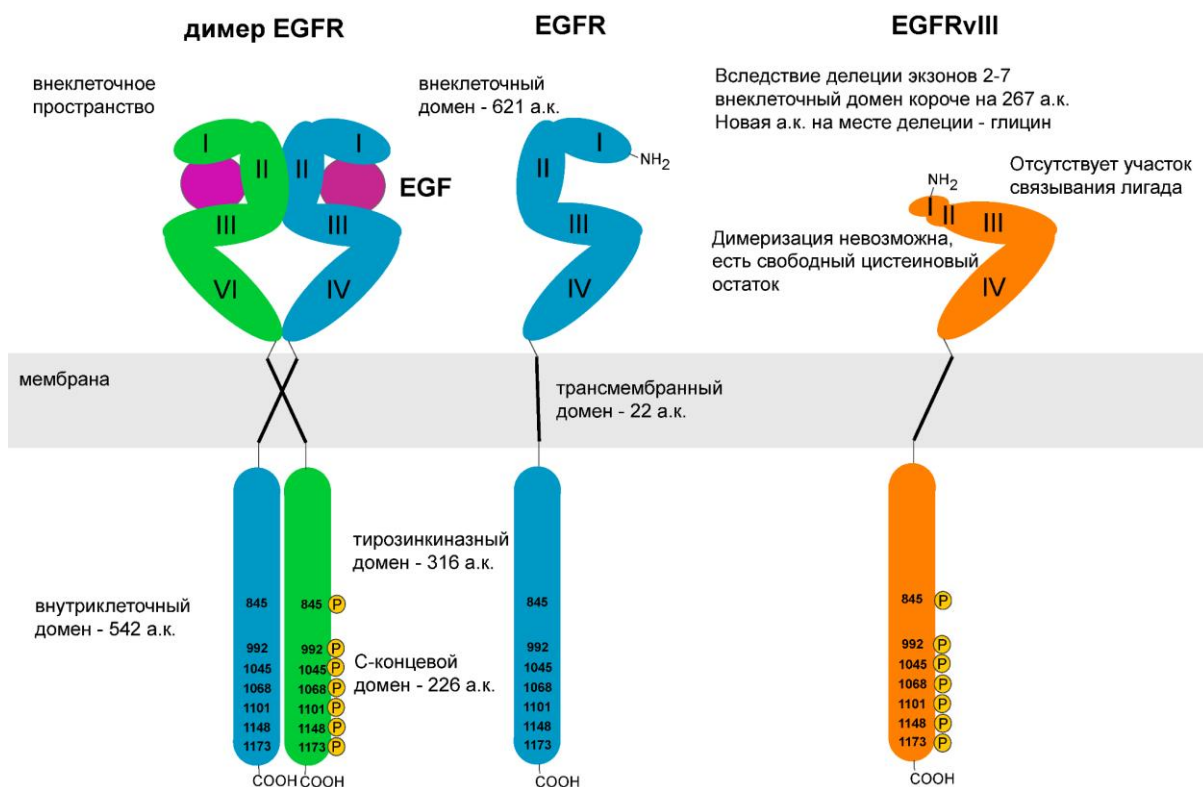 димер EGFR
EGFR
EGFRvIII
внеклеточное
пространство
внеклеточный
домен - 621 а.к.
Вследствие делеции экзонов 2-7
внеклеточный домен короче на 267 а.к.
Новая а.к. на месте делеции - глицин
I
I
II
II
EGF
III
III
VI
IV
I
NH2
II
III
IV
Отсутствует участок
связывания лигада
NH2
I
II
III
Димеризация невозможна,
есть свободный цистеиновый
остаток
IV
мембрана
трансмембранный
домен - 22 а.к.
тирозинкиназный
домен - 316 а.к.
внутриклеточный
домен - 542 а.к.
С-концевой
домен - 226 а.к.
845
992
1045
1068
1101
1148
1173
COOH
845 P
992 P
1045 P
1068 P
1101 P
1148 P
1173 P
COOH
845
992
1045
1068
1101
1148
1173
COOH
845 P
992 P
1045 P
1068 P
1101 P
1148 P
1173 P
COOH